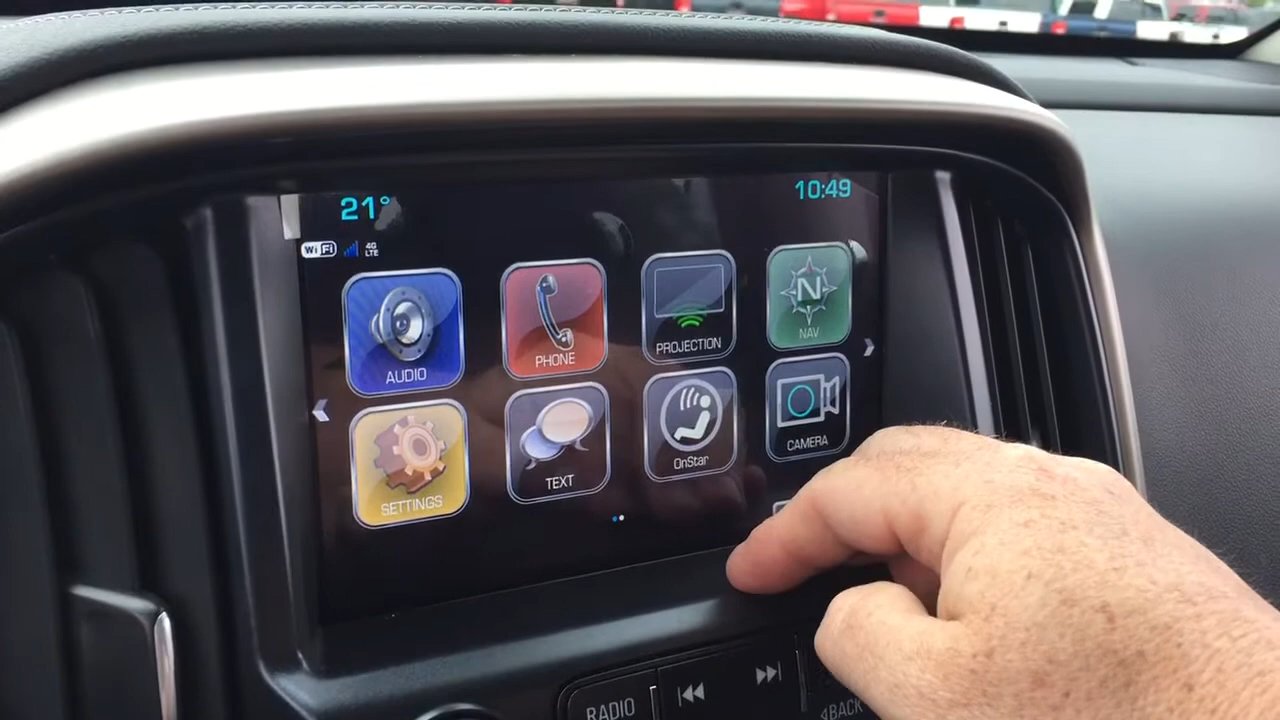 21°
10:49
WiFi 4G LTE
AUDIO
PHONE
PROJECTION
N
NAV
SETTINGS
TEXT
OnStar
CAMERA
RADIO
BACK